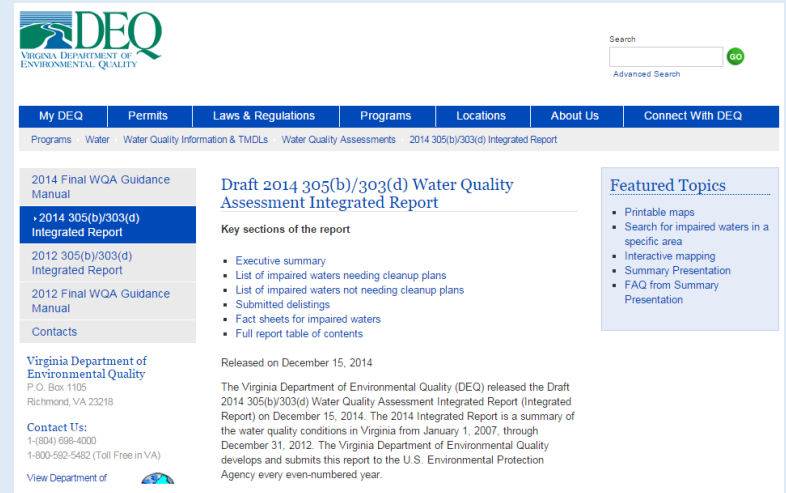 DEQ
VIRGINIA DEPARTMENT OF
ENVIRONMENTAL QUALITY
Search
GO
Advanced Search
My DEQ Permits Laws & Regulations Programs Locations About Us Connect With DEQ
Programs Water Water Quality Information & TMDLs Water Quality Assessments 2014 305(b)/303(d) Integrated Report
2014 Final WQA Guidance
Manual
2014 305(b)/303(d)
Integrated Report
2012 305(b)/303(d)
Integrated Report
2012 Final WQA Guidance
Manual
Contacts
Virginia Department of
Environmental Quality
P.O. Box 1105
Richmond, VA 23218
Contact Us:
1-(804) 698-4000
1-800-592-5482 (Toll Free in VA)
View Department of
Draft 2014 305(b)/303(d) Water Quality
Assessment Integrated Report
Key sections of the report
Executive summary
List of impaired waters needing cleanup plans
List of impaired waters not needing cleanup plans
Submitted delistings
Fact sheets for impaired waters
Full report table of contents
Released on December 15, 2014
The Virginia Department of Environmental Quality (DEQ) released the Draft
2014 305(b)/303(d) Water Quality Assessment Integrated Report (Integrated
Report) on December 15, 2014. The 2014 Integrated Report is a summary of
the water quality conditions in Virginia from January 1, 2007, through
December 31, 2012. The Virginia Department of Environmental Quality
develops and submits this report to the U.S. Environmental Protection
Agency every even-numbered year.
Featured Topics
Printable maps
Search for impaired waters in a
specific area
Interactive mapping
Summary Presentation
FAQ from Summary
Presentation